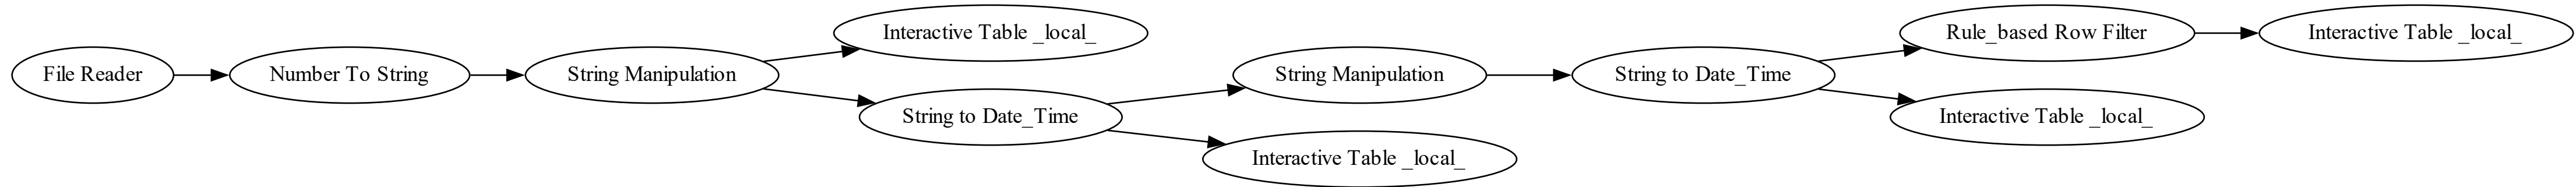 File Reader
Number To String
String Manipulation
Interactive Table _local_
String to Date_Time
String Manipulation
Interactive Table _local_
String to Date_Time
Rule_based Row Filter
Interactive Table _local_
Interactive Table _local_